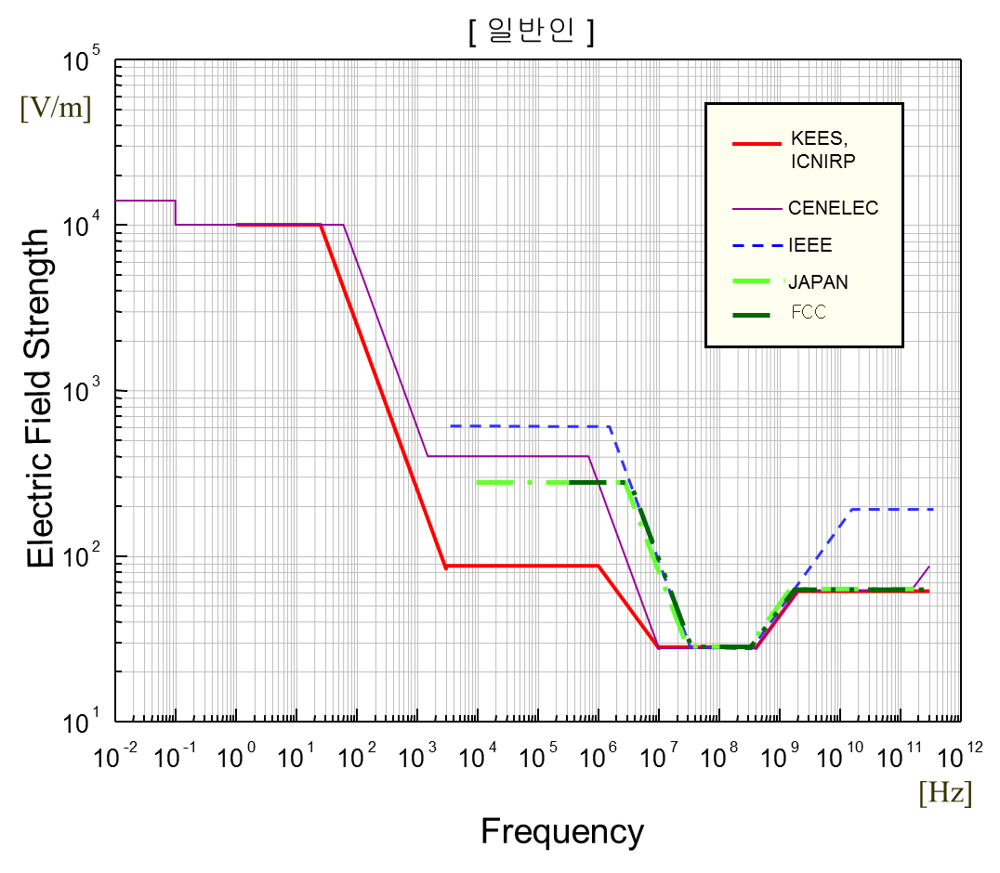 [ 일반인 ]
10^5
[V/m]
10^4
10^3
10^2
10^1
Electric Field Strength
KEES,
ICNIRP
CENELEC
IEEE
JAPAN
FCC
10^-2 10^-1 10^0 10^1 10^2 10^3 10^4 10^5 10^6 10^7 10^8 10^9 10^10 10^11 10^12
[Hz]
Frequency